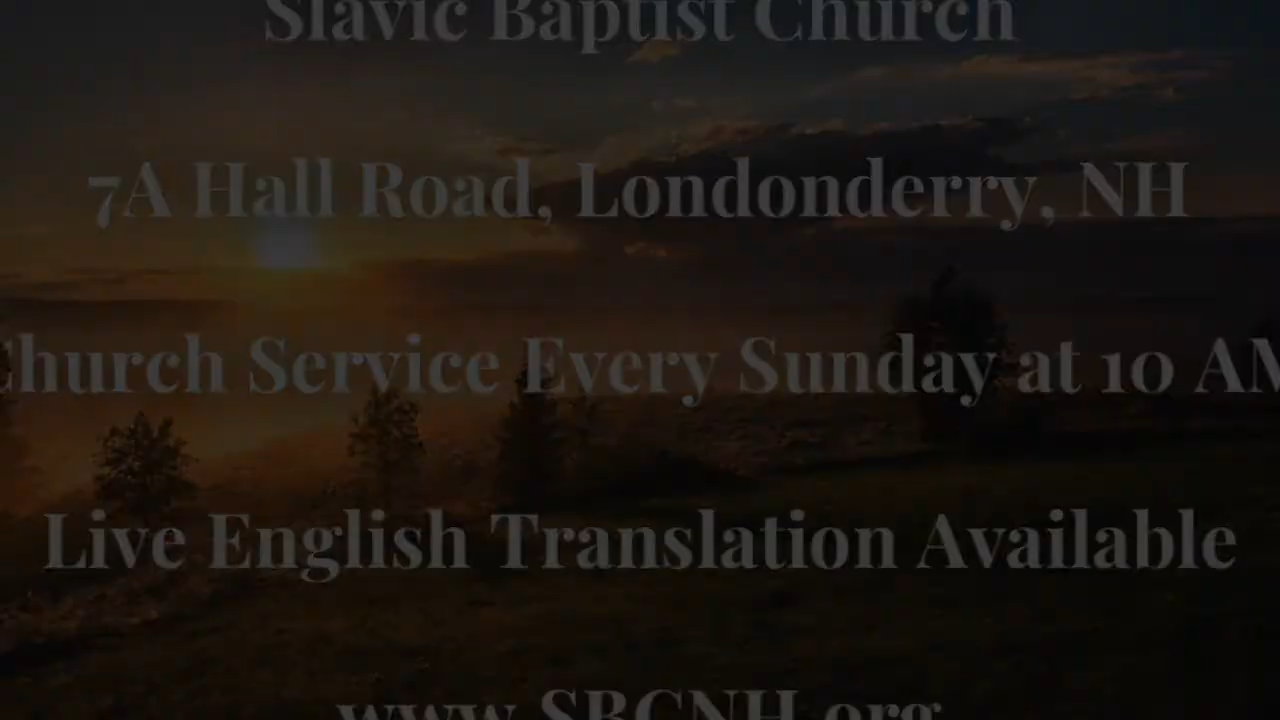 Slavic Baptist Church
7A Hall Road, Londonderry, NH
Church Service Every Sunday at 10 AM
Live English Translation Available
www.SBCNH.org